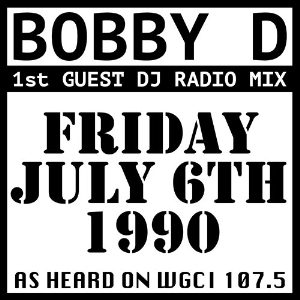 BOBBY D
1st GUEST DJ RADIO MIX
FRIDAY
JULY 6TH
1990
AS HEARD ON WGCI 107.5